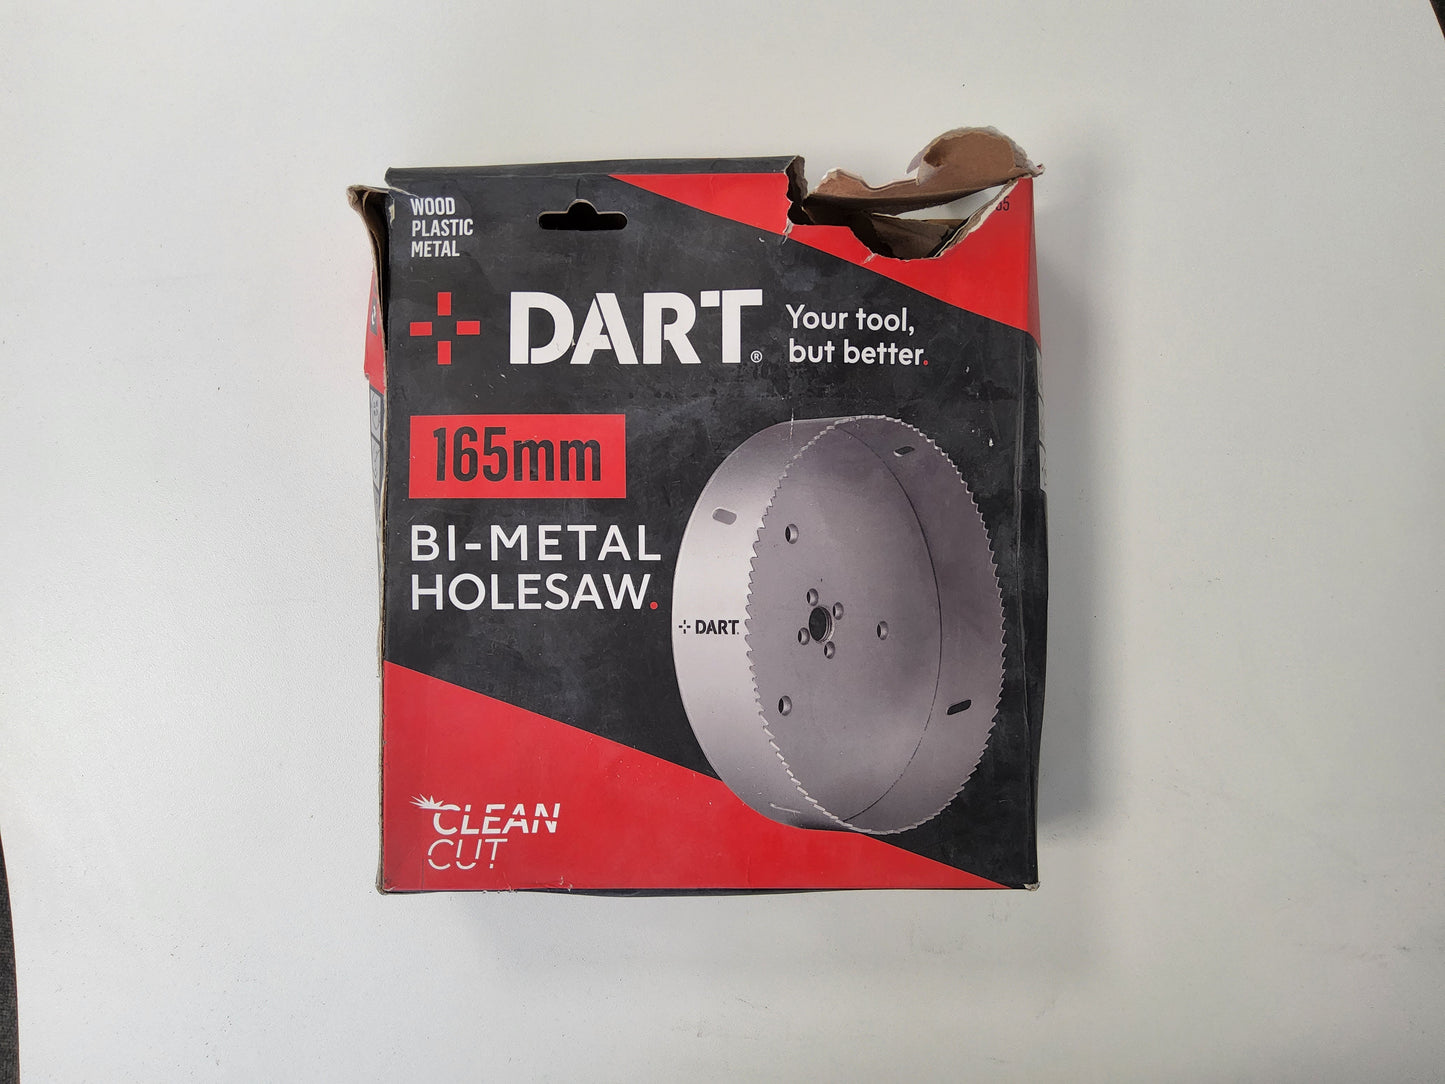 WOOD
PLASTIC
METAL
DART®
Your tool,
but better.
165mm
BI-METAL
HOLESAW.
DART
CLEAN
CUT